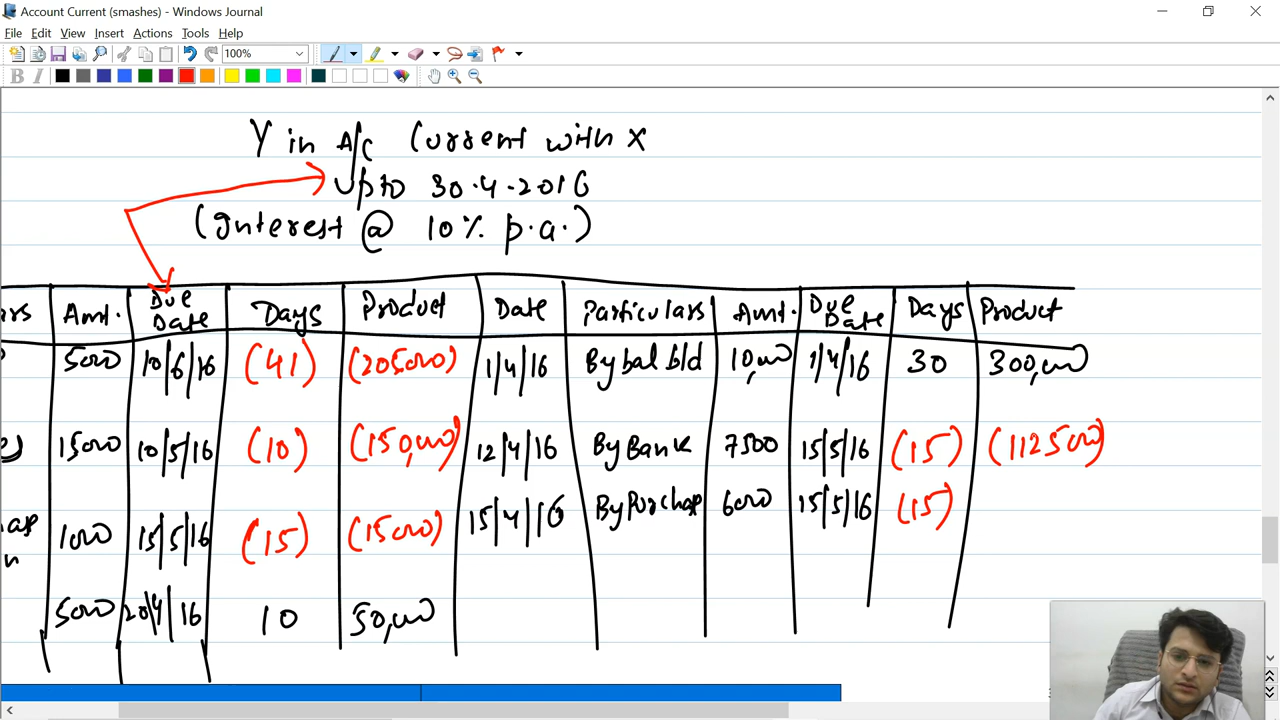 Account Current (smashes) - Windows Journal
File Edit View Insert Actions Tools Help
100%
B I
Y in A/C Current with X
Upto 30.4.2016
(Interest @ 10% p.a.)
Amt. Due Date Days Product Date Particulars Amt. Due Date Days Product
5000 10/6/16 (41) (205000) 1/4/16 By bal b/d 10,000 1/4/16 30 300,000
15000 10/5/16 (10) (150,000) 12/4/16 By Bank 7500 15/5/16 (15) (112500)
1000 15/5/16 (15) (15000) 15/4/16 By Purchase 6000 15/5/16 (15)
5000 20/4/16 10 50,000